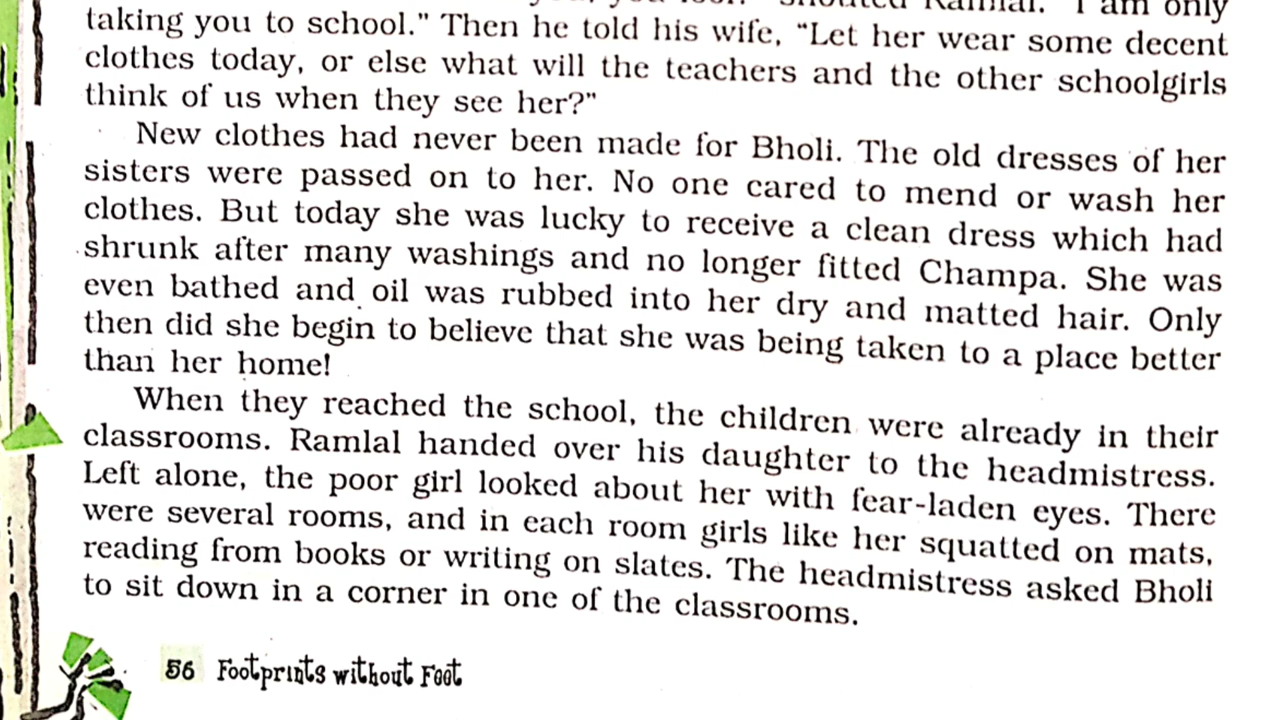 shouted Ramlal. "I am only
taking you to school." Then he told his wife, "Let her wear some decent
clothes today, or else what will the teachers and the other schoolgirls
think of us when they see her?"
New clothes had never been made for Bholi. The old dresses of her
sisters were passed on to her. No one cared to mend or wash her
clothes. But today she was lucky to receive a clean dress which had
shrunk after many washings and no longer fitted Champa. She was
even bathed and oil was rubbed into her dry and matted hair. Only
then did she begin to believe that she was being taken to a place better
than her home!
When they reached the school, the children were already in their
classrooms. Ramlal handed over his daughter to the headmistress.
Left alone, the poor girl looked about her with fear-laden eyes. There
were several rooms, and in each room girls like her squatted on mats,
reading from books or writing on slates. The headmistress asked Bholi
to sit down in a corner in one of the classrooms.
56 Footprints without Feet